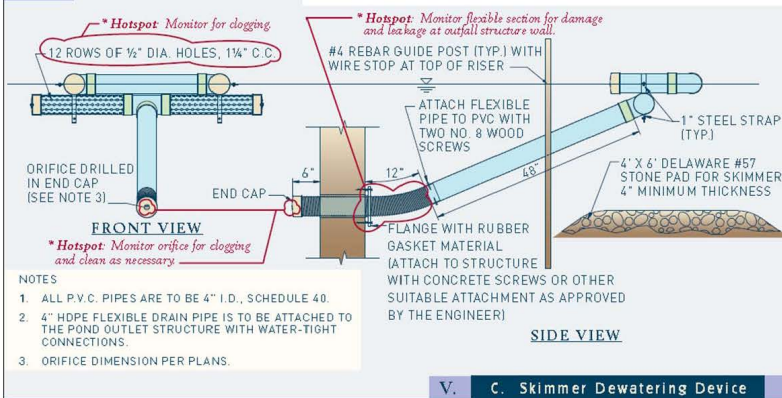 * Hotspot: Monitor for clogging.
12 ROWS OF ½" DIA. HOLES, 1¼" C.C.
ORIFICE DRILLED
IN END CAP
(SEE NOTE 3)
FRONT VIEW
* Hotspot: Monitor orifice for clogging
and clean as necessary.
* Hotspot: Monitor flexible section for damage
and leakage at outfall structure wall.
#4 REBAR GUIDE POST (TYP.) WITH
WIRE STOP AT TOP OF RISER
ATTACH FLEXIBLE
PIPE TO PVC WITH
TWO NO. 8 WOOD
SCREWS
6"
12"
48"
END CAP
1" STEEL STRAP
(TYP.)
4' X 6' DELAWARE #57
STONE PAD FOR SKIMMER
4" MINIMUM THICKNESS
FLANGE WITH RUBBER
GASKET MATERIAL
(ATTACH TO STRUCTURE
WITH CONCRETE SCREWS OR OTHER
SUITABLE ATTACHMENT AS APPROVED
BY THE ENGINEER)
SIDE VIEW
NOTES
1. ALL P.V.C. PIPES ARE TO BE 4" I.D., SCHEDULE 40.
2. 4" HDPE FLEXIBLE DRAIN PIPE IS TO BE ATTACHED TO
THE POND OUTLET STRUCTURE WITH WATER-TIGHT
CONNECTIONS.
3. ORIFICE DIMENSION PER PLANS.
V. C. Skimmer Dewatering Device